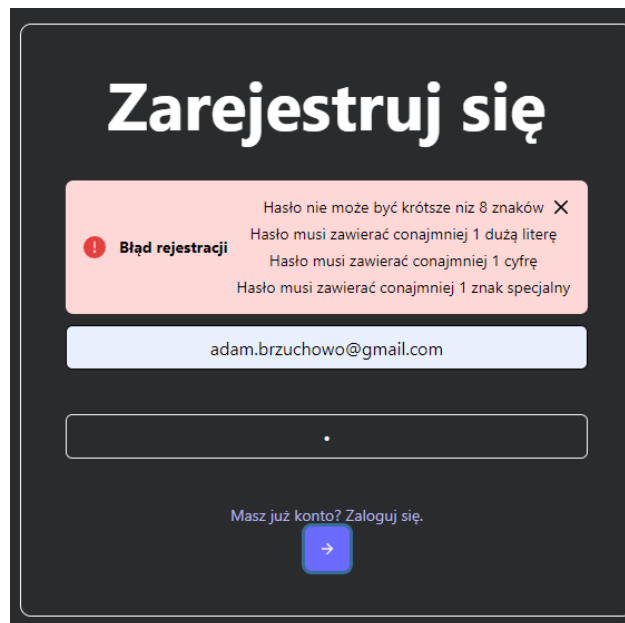 Zarejestruj się
Hasło nie może być krótsze niz 8 znaków
Hasło musi zawierać conajmniej 1 dużą literę
Błąd rejestracji
Hasło musi zawierać conajmniej 1 cyfrę
Hasło musi zawierać conajmniej 1 znak specjalny
adam.brzuchowo@gmail.com
Masz już konto? Zaloguj się.